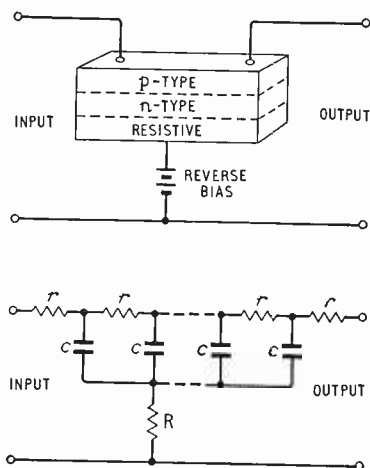 p-TYPE
n-TYPE
INPUT
RESISTIVE
OUTPUT
REVERSE
BIAS
r
r
r
r
C
C
C
C
INPUT
OUTPUT
R